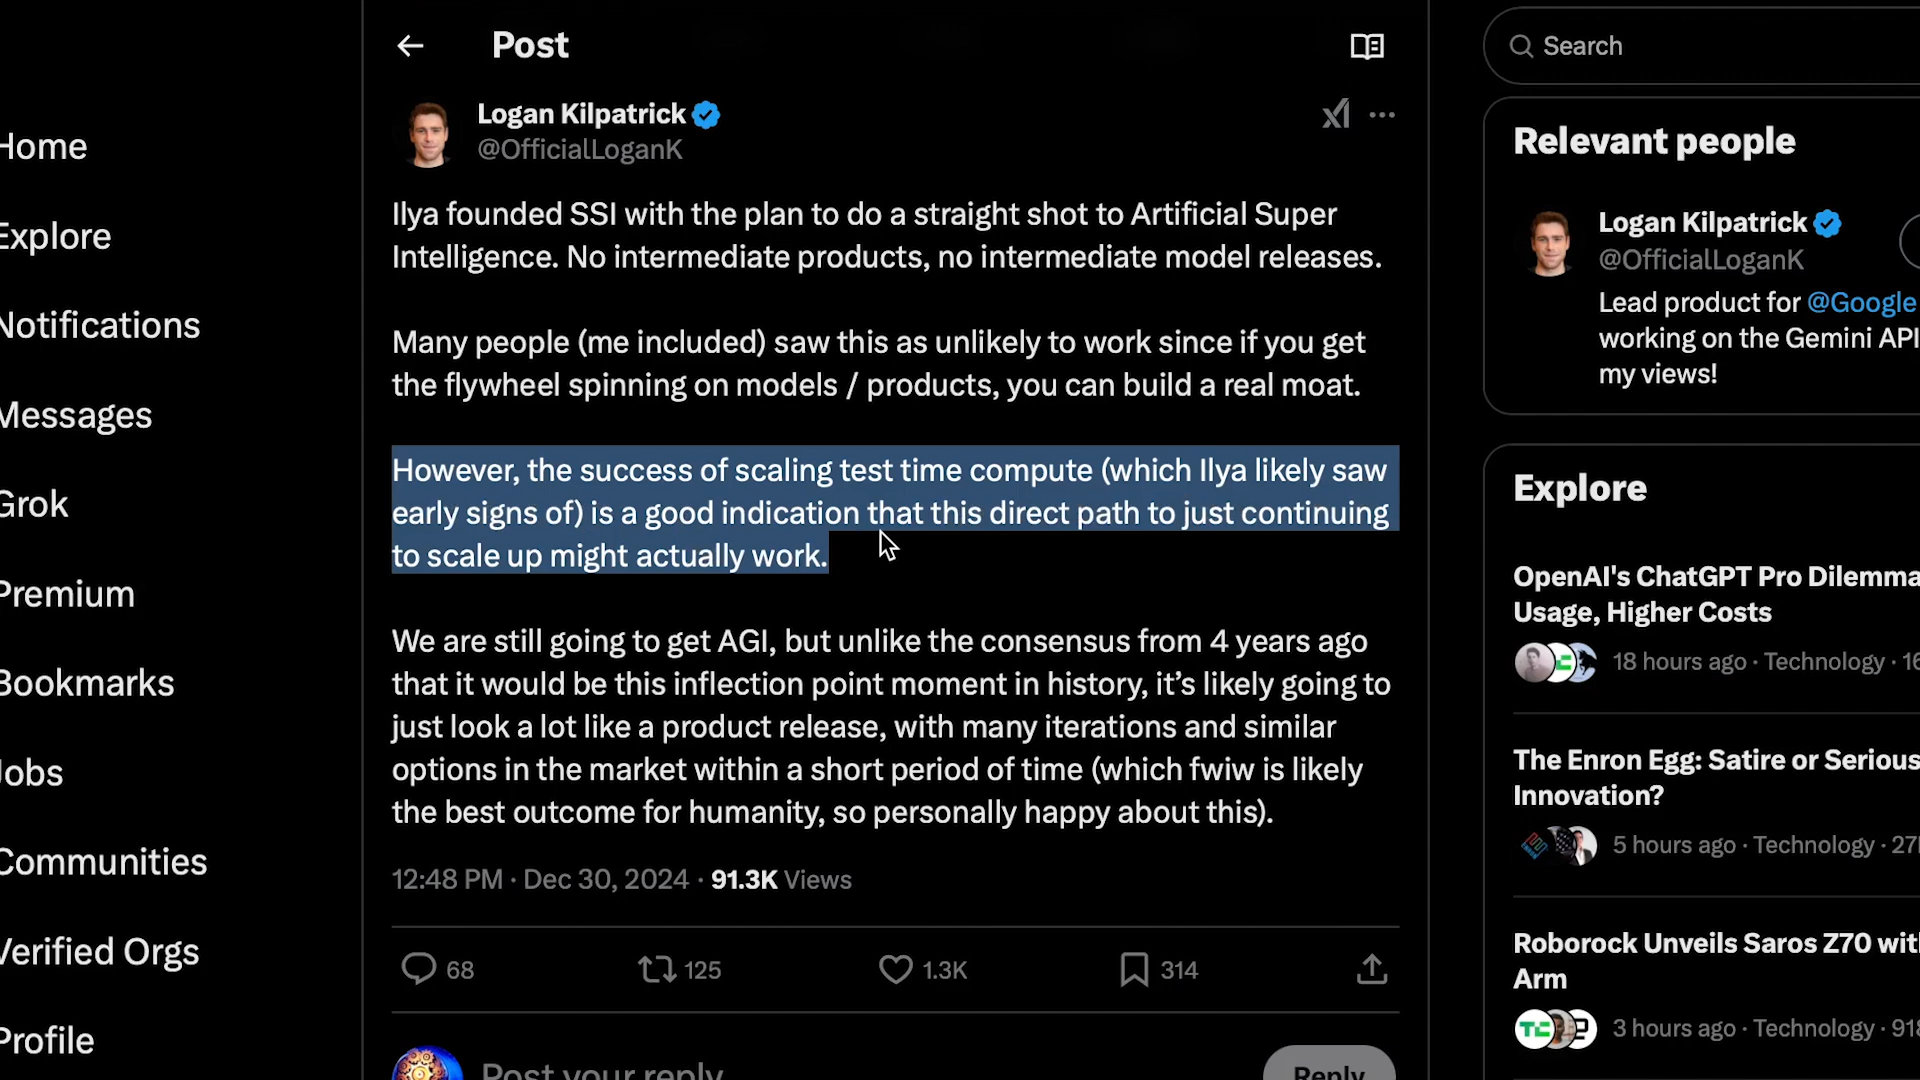 Post
Search
Home
Explore
Notifications
Messages
Grok
Premium
Bookmarks
Jobs
Communities
Verified Orgs
Profile
Logan Kilpatrick
@OfficialLoganK
Ilya founded SSI with the plan to do a straight shot to Artificial Super
Intelligence. No intermediate products, no intermediate model releases.
Many people (me included) saw this as unlikely to work since if you get
the flywheel spinning on models / products, you can build a real moat.
However, the success of scaling test time compute (which Ilya likely saw
early signs of) is a good indication that this direct path to just continuing
to scale up might actually work.
We are still going to get AGI, but unlike the consensus from 4 years ago
that it would be this inflection point moment in history, it’s likely going to
just look a lot like a product release, with many iterations and similar
options in the market within a short period of time (which fwiw is likely
the best outcome for humanity, so personally happy about this).
12:48 PM · Dec 30, 2024 · 91.3K Views
68 125 1.3K 314
Post your reply
Reply
Relevant people
Logan Kilpatrick
@OfficialLoganK
Lead product for @Google
working on the Gemini API
my views!
Explore
OpenAI's ChatGPT Pro Dilemma
Usage, Higher Costs
18 hours ago · Technology · 16
The Enron Egg: Satire or Serious
Innovation?
5 hours ago · Technology · 27
Roborock Unveils Saros Z70 with
Arm
3 hours ago · Technology · 918